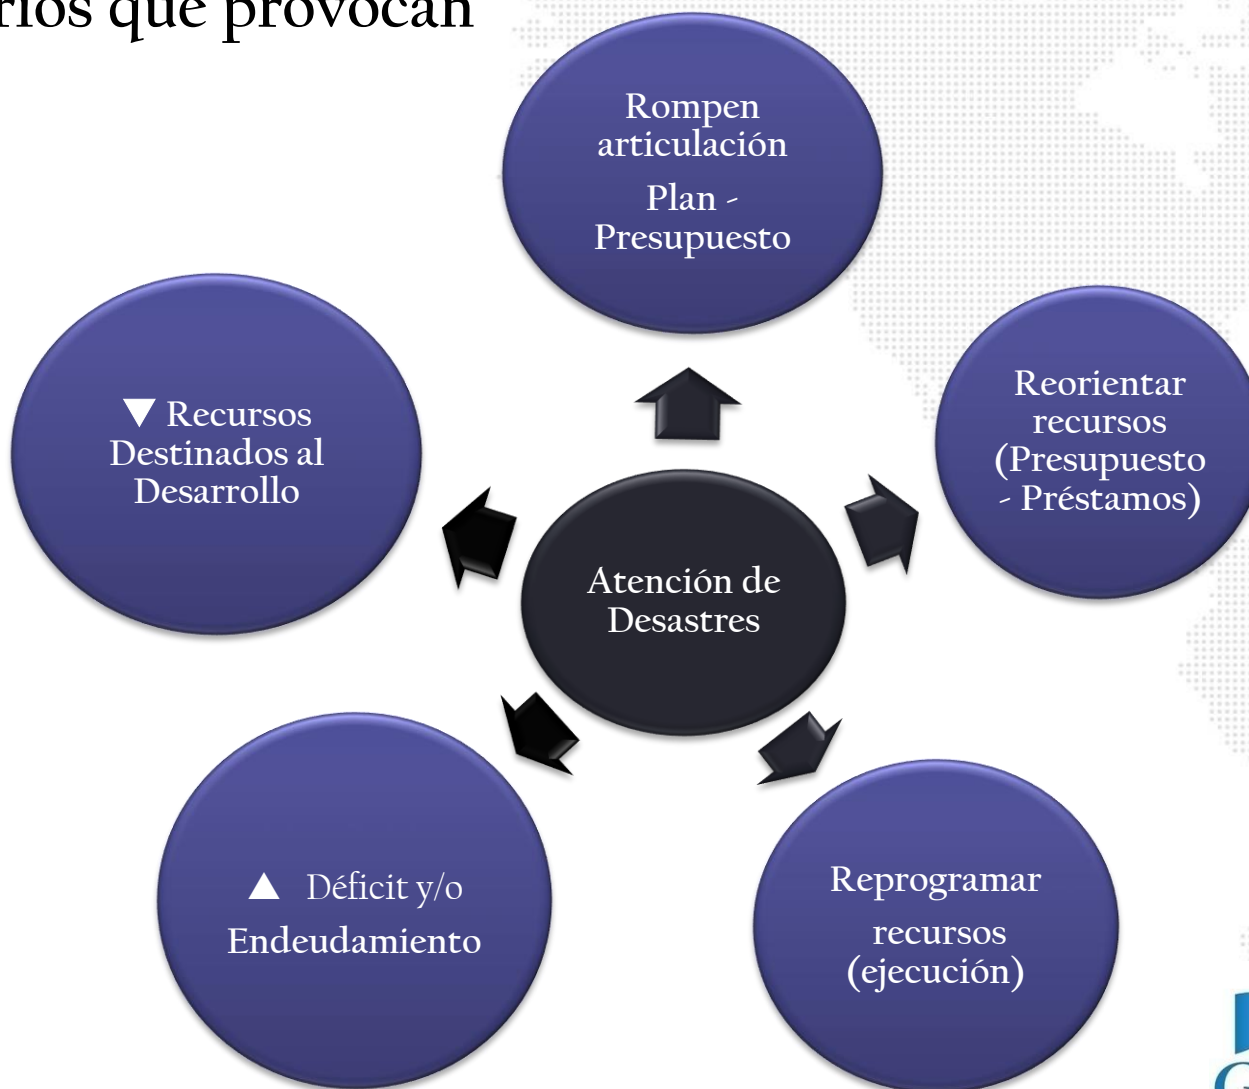 que provocan
Rompen
articulación
Plan -
Presupuesto
Reorientar
recursos
(Presupuesto
- Préstamos)
▼ Recursos
Destinados al
Desarrollo
Atención de
Desastres
▲ Déficit y/o
Endeudamiento
Reprogramar
recursos
(ejecución)